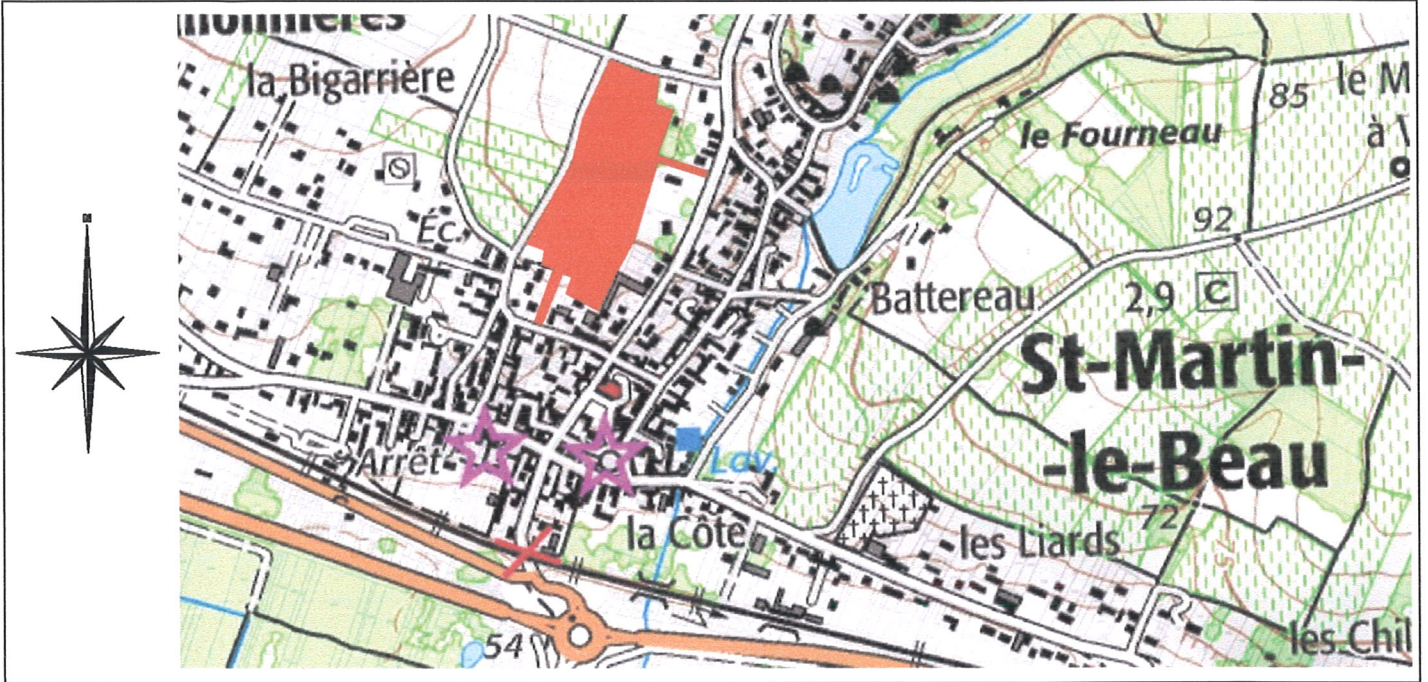 la Bigarrière
85
le M
à
le Fourneau
92
Éc.
Battereau
2,9
C
St-Martin-
-le-Beau
Arrêt
Lav.
72
la Côte
les Liards
54
les Chil